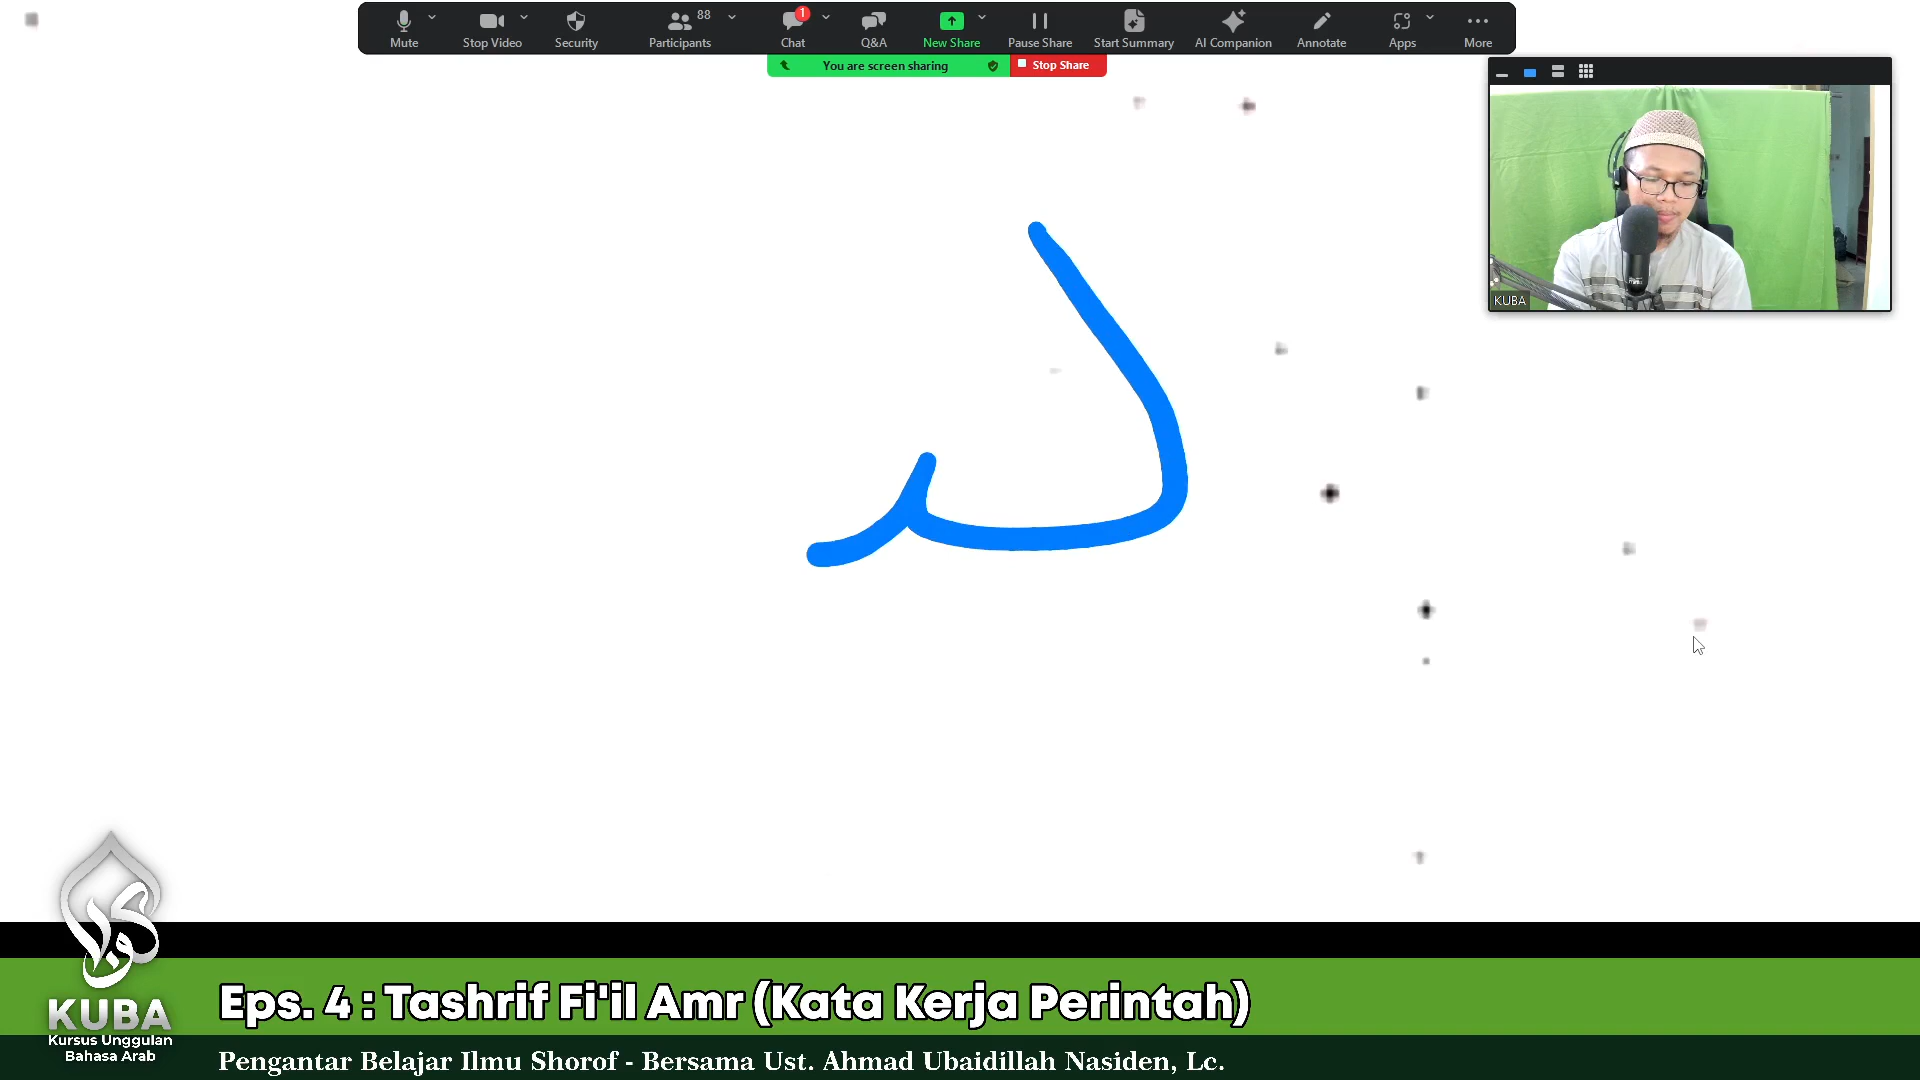 Mute
Stop Video
Security
Participants
88
Chat
1
Q&A
New Share
Pause Share
Start Summary
AI Companion
Annotate
Apps
More
You are screen sharing
Stop Share
KUBA
KUBA
Kursus Unggulan
Bahasa Arab
Eps. 4 : Tashrif Fi'il Amr (Kata Kerja Perintah)
Pengantar Belajar Ilmu Shorof - Bersama Ust. Ahmad Ubaidillah Nasiden, Lc.